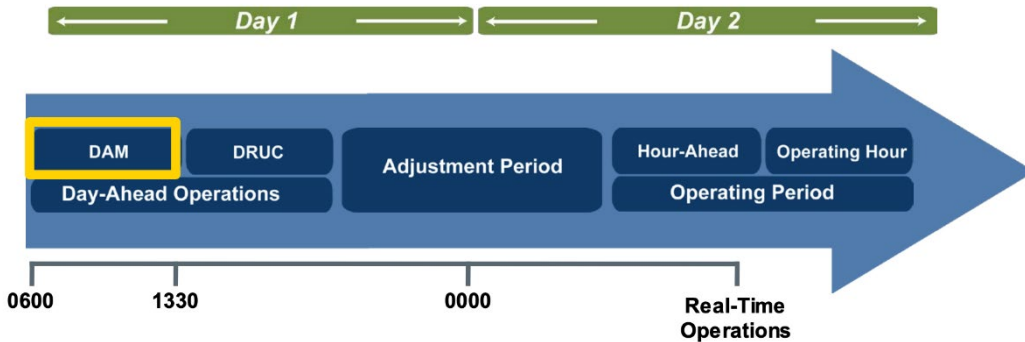 Day 1
Day 2
DAM
DRUC
Adjustment Period
Hour-Ahead
Operating Hour
Day-Ahead Operations
Operating Period
0600
1330
0000
Real-Time
Operations